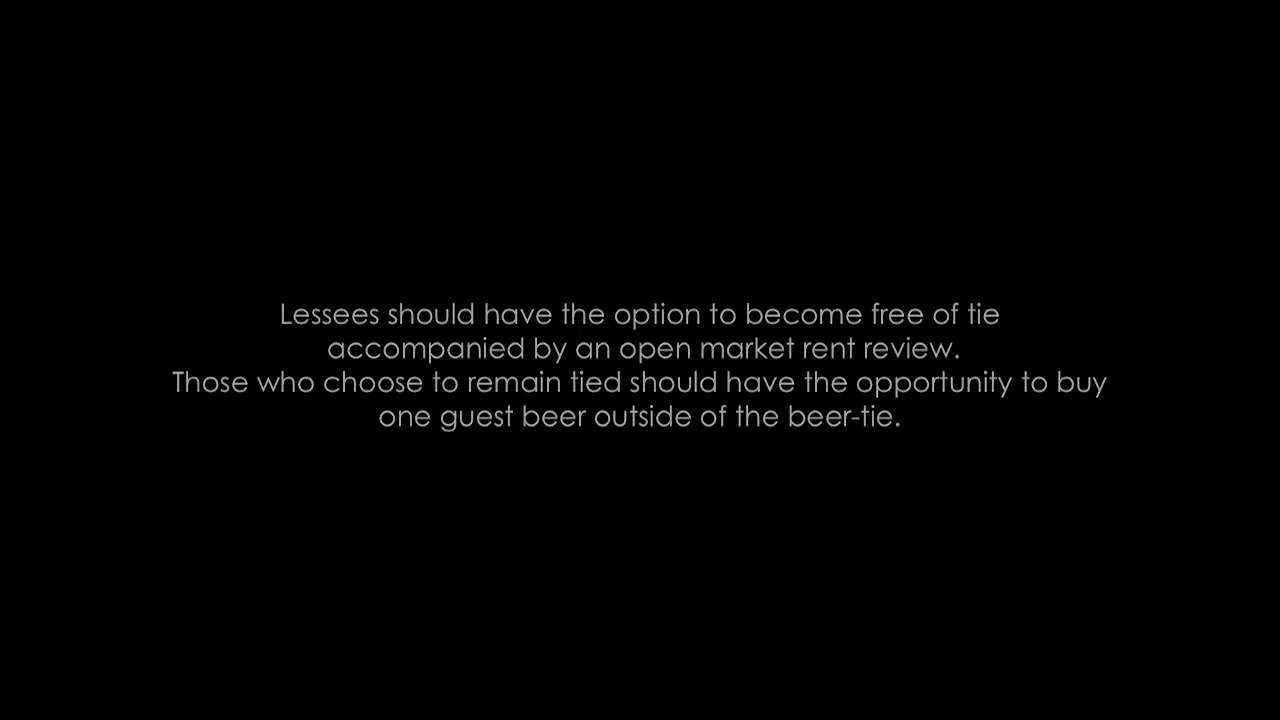 Lessees should have the option to become free of tie
accompanied by an open market rent review.
Those who choose to remain tied should have the opportunity to buy
one guest beer outside of the beer-tie.